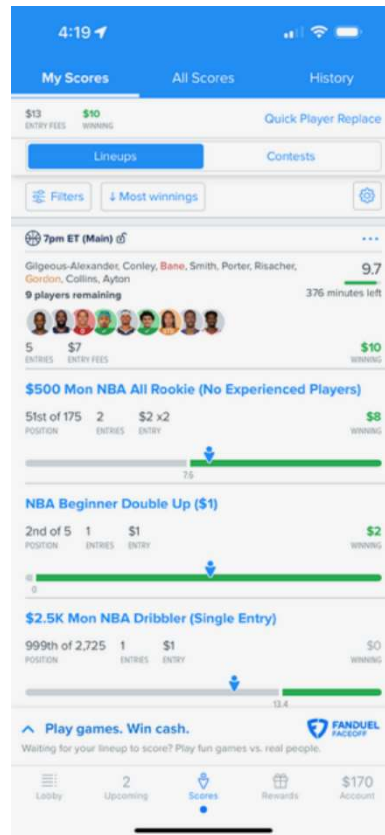 4:19
My Scores All Scores History
$13 $10 Quick Player Replace
ENTRY FEES WINNING
Lineups Contests
Filters ↓ Most winnings
7pm ET (Main)
Gilgeous-Alexander, Conley, Bane, Smith, Porter, Risacher, 9.7
Gordon, Collins, Ayton
9 players remaining 376 minutes left
5 $7 $10
ENTRIES ENTRY FEES WINNING
$500 Mon NBA All Rookie (No Experienced Players)
51st of 175 2 $2 x2 $8
POSITION ENTRIES ENTRY WINNING
7.6
NBA Beginner Double Up ($1)
2nd of 5 1 $1 $2
POSITION ENTRIES ENTRY WINNING
0
$2.5K Mon NBA Dribbler (Single Entry)
999th of 2,725 1 $1 $0
POSITION ENTRIES ENTRY WINNING
13.4
Play games. Win cash. FANDUEL
FACEOFF
Waiting for your lineup to score? Play fun games vs. real people.
2 $170
Lobby Upcoming Scores Rewards Account